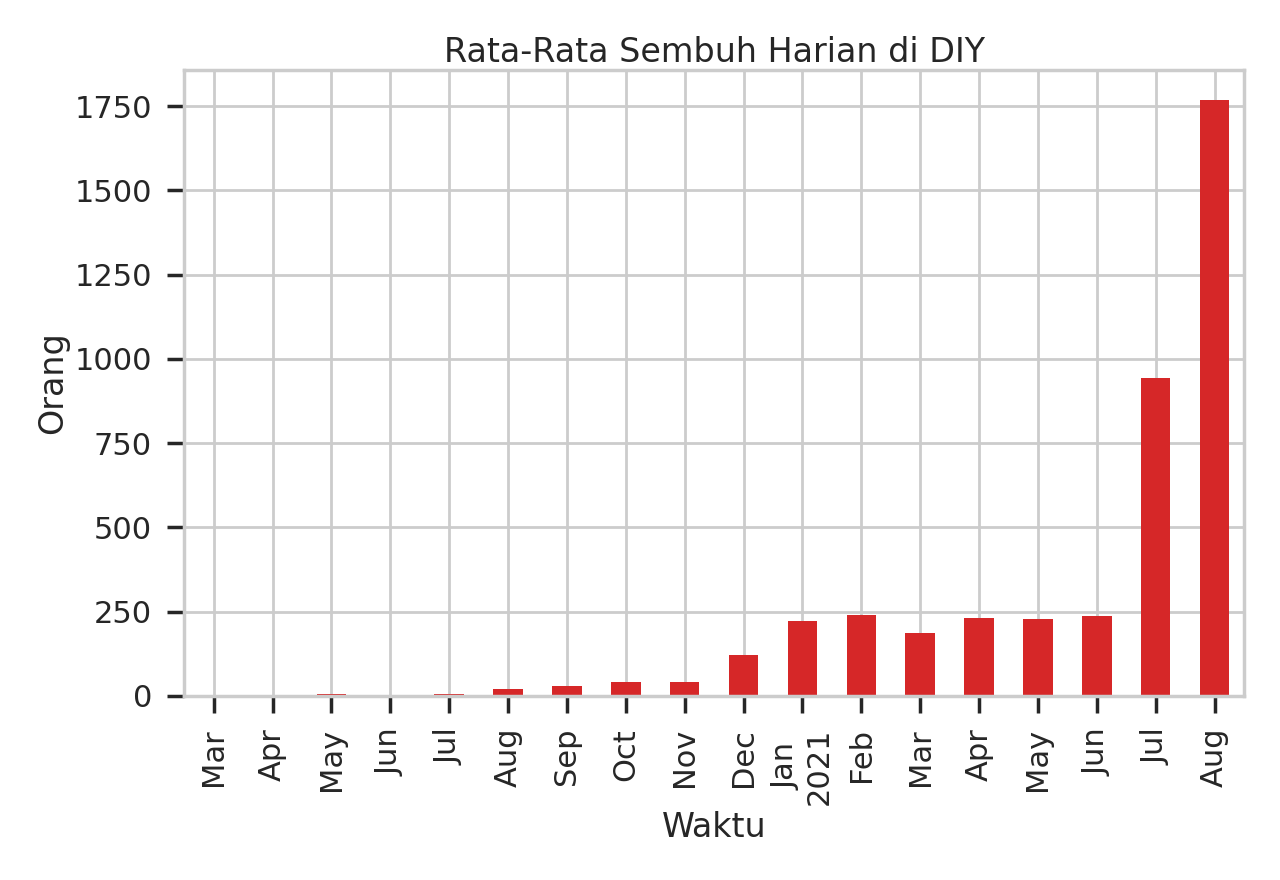 Rata-Rata Sembuh Harian di DIY
Orang
1750
1500
1250
1000
750
500
250
0
Mar
Apr
May
Jun
Jul
Aug
Sep
Oct
Nov
Dec
Jan
2021
Feb
Mar
Apr
May
Jun
Jul
Aug
Waktu